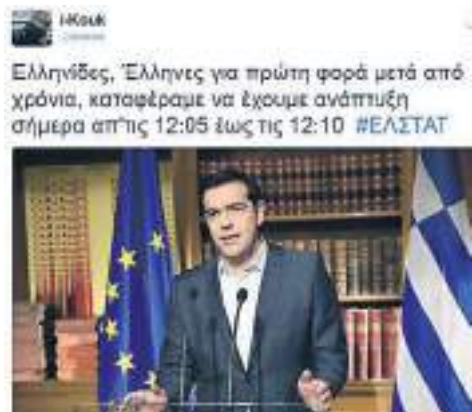 i-Kouk
Ελληνίδες, Έλληνες για πρώτη φορά μετά από
χρόνια, καταφέραμε να έχουμε ανάπτυξη
σήμερα απ'τις 12:05 έως τις 12:10 #ΕΛΣΤΑΤ